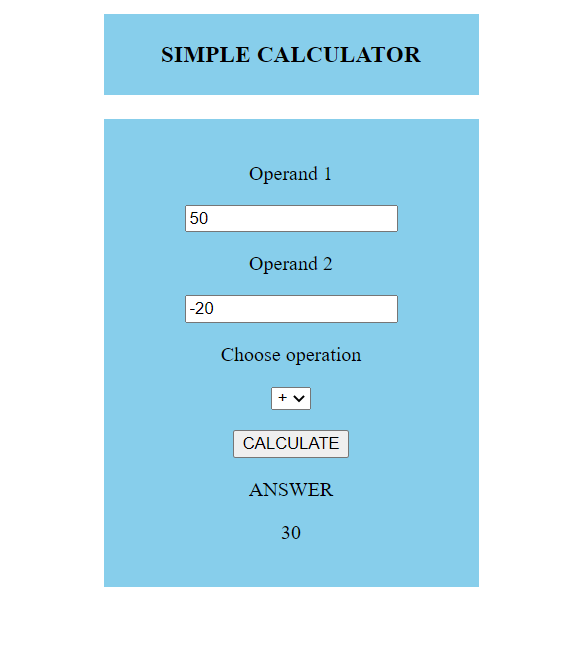 SIMPLE CALCULATOR
Operand 1
50
Operand 2
-20
Choose operation
+
CALCULATE
ANSWER
30